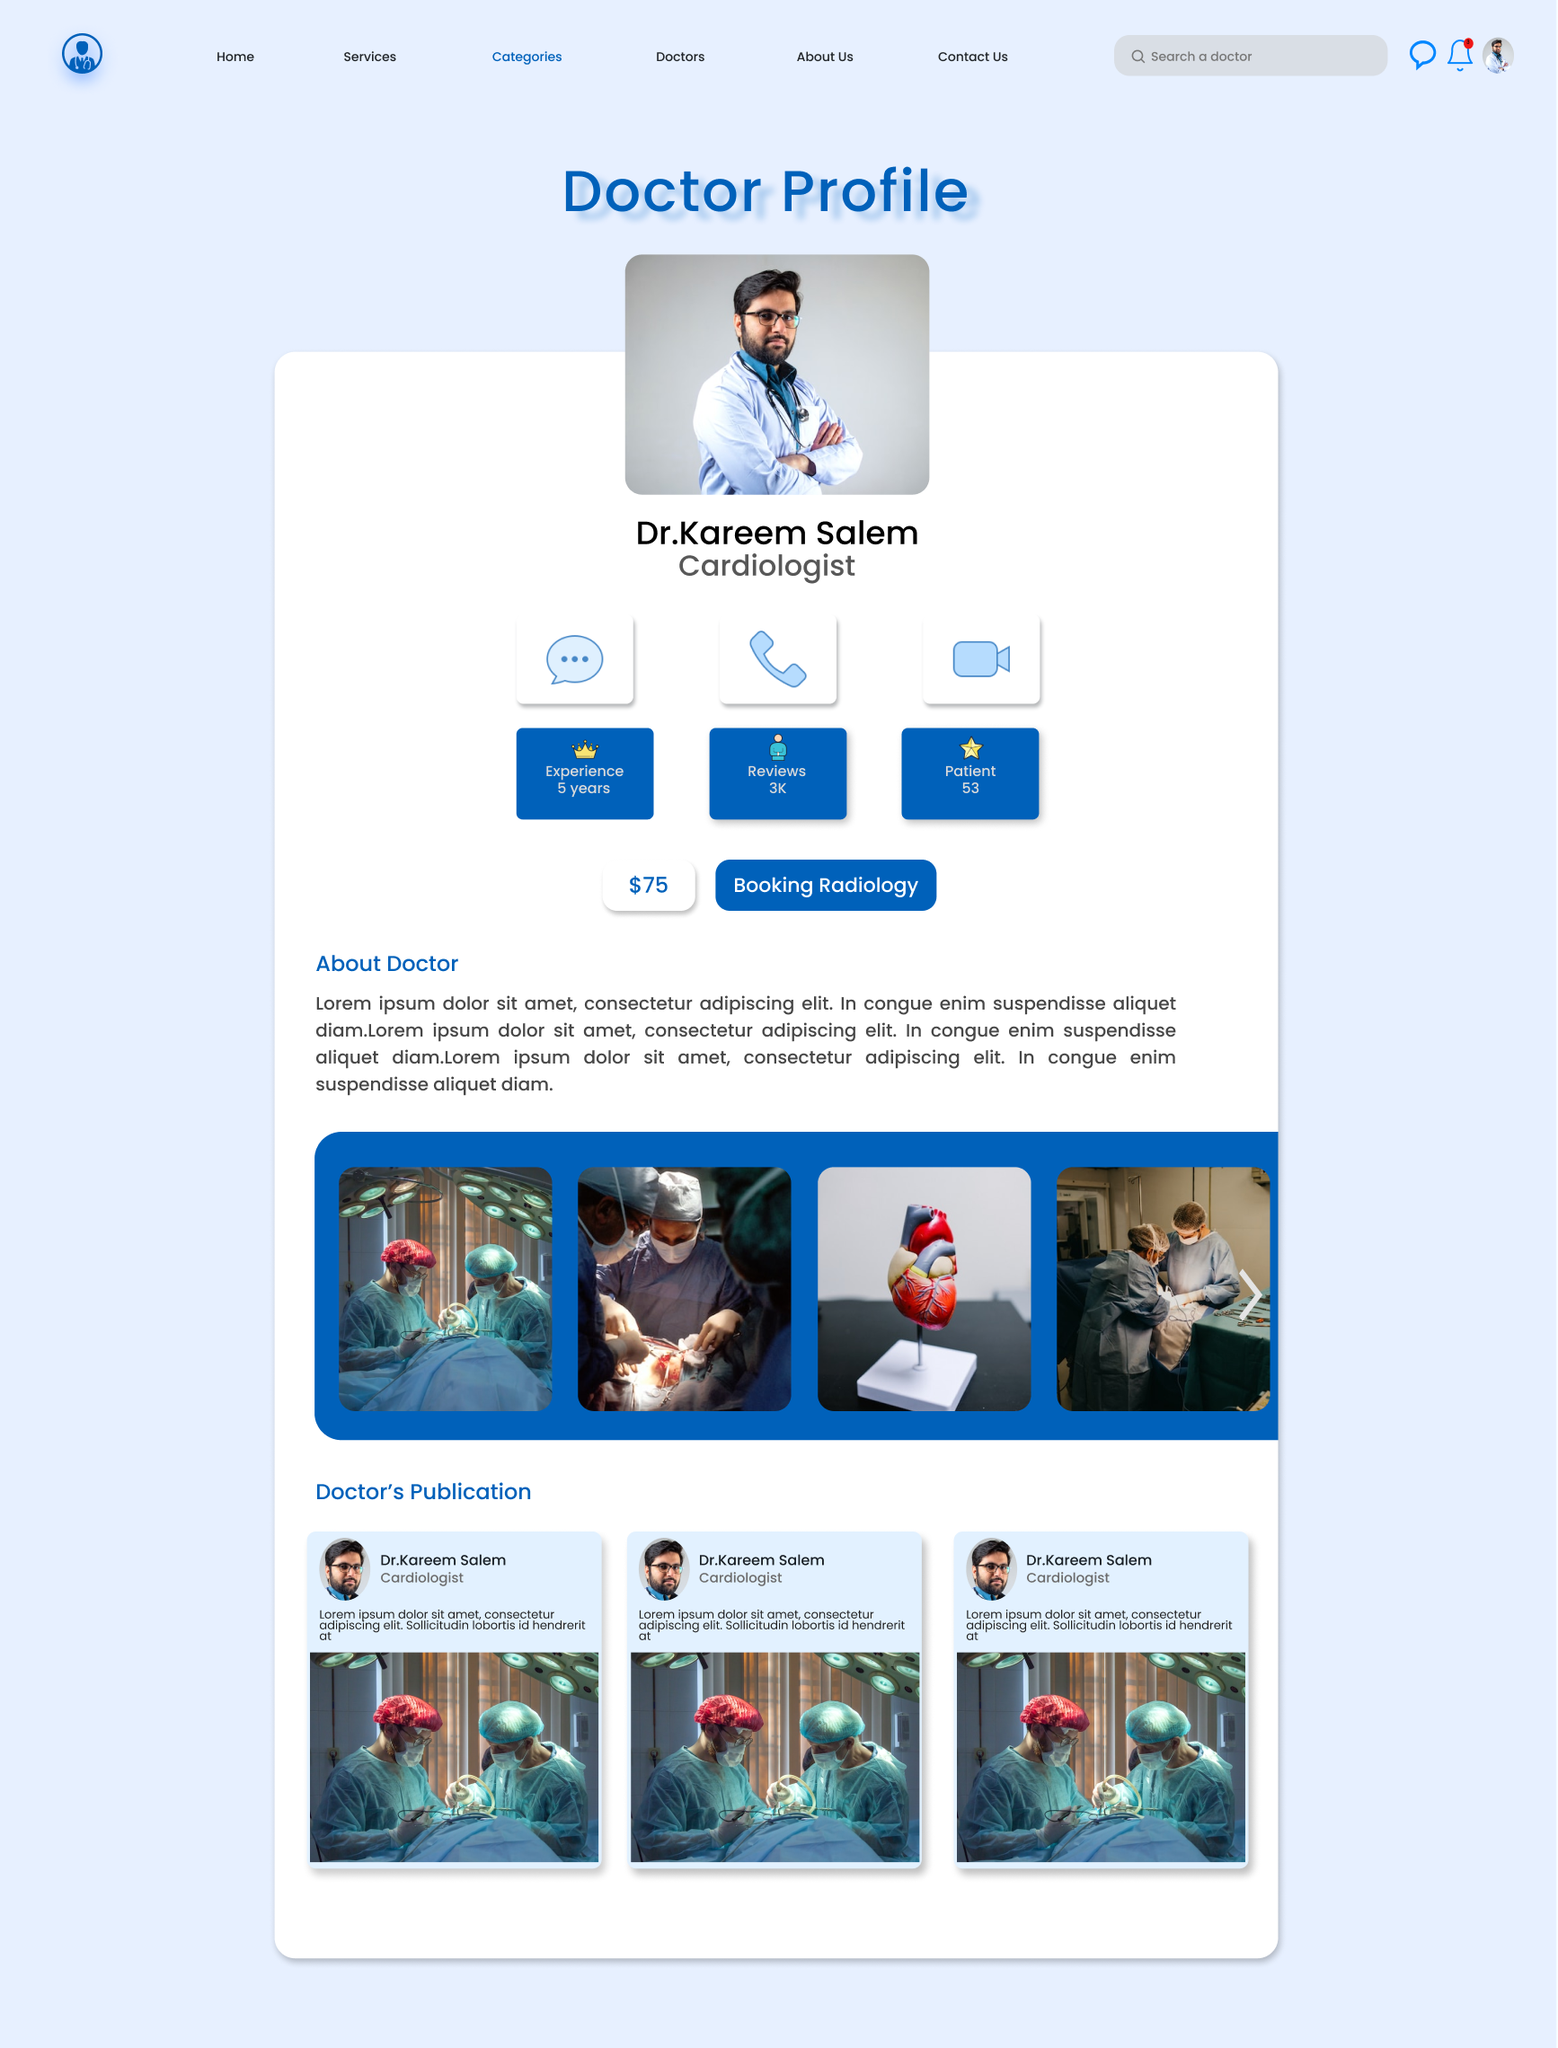 Home
Services
Categories
Doctors
About Us
Contact Us
Search a doctor
Doctor Profile
Dr.Kareem Salem
Cardiologist
Experience
5 years
Reviews
3K
Patient
53
$75
Booking Radiology
About Doctor
Lorem ipsum dolor sit amet, consectetur adipiscing elit. In congue enim suspendisse aliquet
diam.Lorem ipsum dolor sit amet, consectetur adipiscing elit. In congue enim suspendisse
aliquet diam.Lorem ipsum dolor sit amet, consectetur adipiscing elit. In congue enim
suspendisse aliquet diam.
Doctor’s Publication
Dr.Kareem Salem
Cardiologist
Lorem ipsum dolor sit amet, consectetur
adipiscing elit. Sollicitudin lobortis id hendrerit
at
Dr.Kareem Salem
Cardiologist
Lorem ipsum dolor sit amet, consectetur
adipiscing elit. Sollicitudin lobortis id hendrerit
at
Dr.Kareem Salem
Cardiologist
Lorem ipsum dolor sit amet, consectetur
adipiscing elit. Sollicitudin lobortis id hendrerit
at